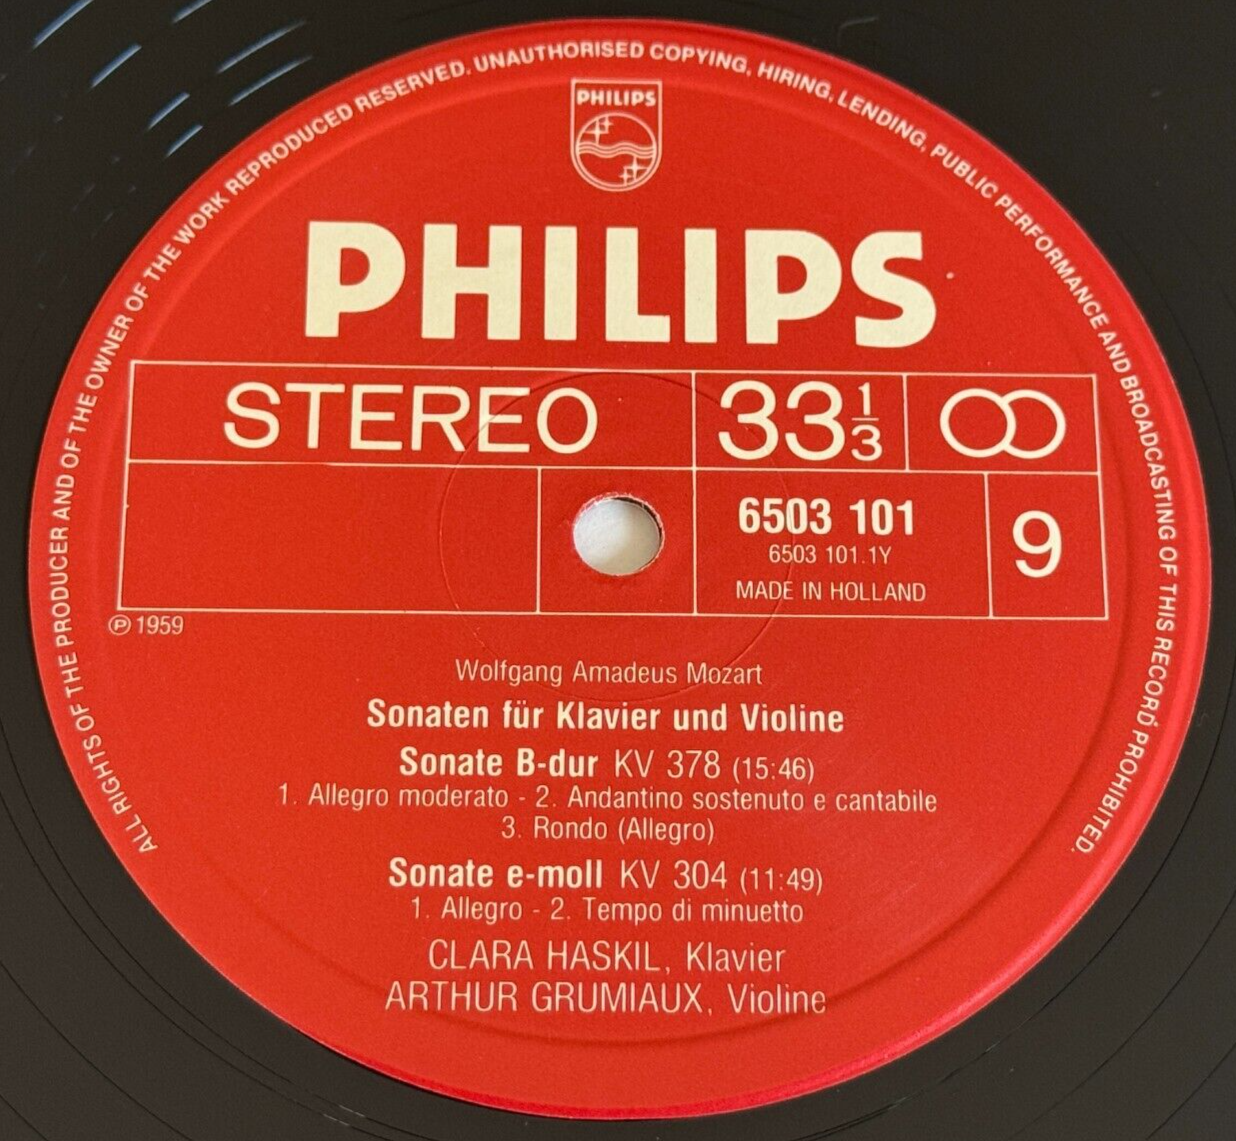 ALL RIGHTS OF THE PRODUCER AND OF THE OWNER OF THE WORK REPRODUCED RESERVED. UNAUTHORISED COPYING, HIRING, LENDING, PUBLIC PERFORMANCE AND BROADCASTING OF THIS RECORD PROHIBITED.
PHILIPS
PHILIPS
STEREO 33 1/3
6503 101 9
6503 101.1Y
MADE IN HOLLAND
℗ 1959
Wolfgang Amadeus Mozart
Sonaten für Klavier und Violine
Sonate B-dur KV 378 (15:46)
1. Allegro moderato - 2. Andantino sostenuto e cantabile
3. Rondo (Allegro)
Sonate e-moll KV 304 (11:49)
1. Allegro - 2. Tempo di minuetto
CLARA HASKIL, Klavier
ARTHUR GRUMIAUX, Violine